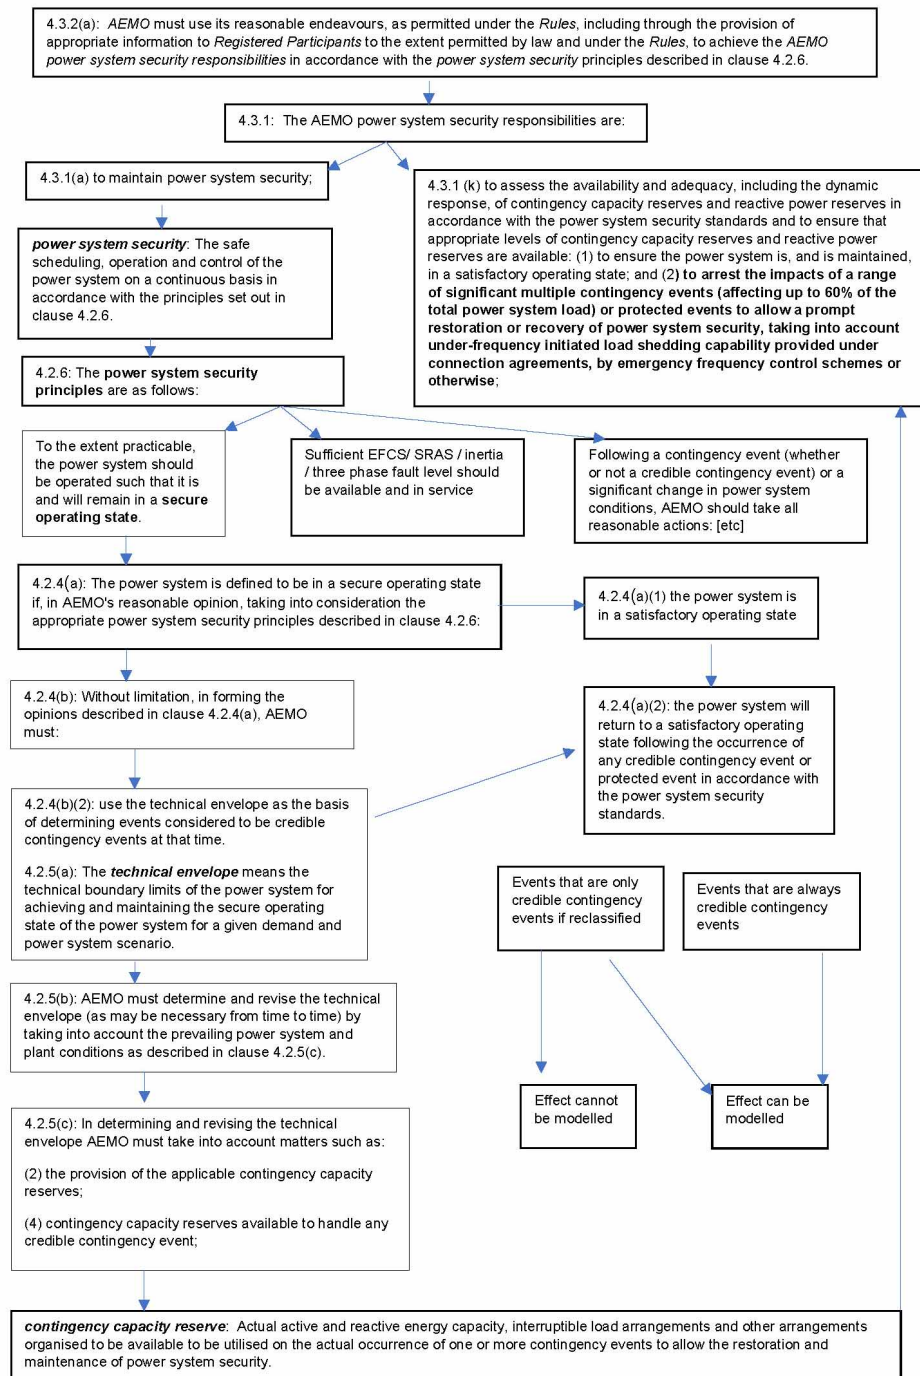 4.3.2(a): AEMO must use its reasonable endeavours, as permitted under the Rules, including through the provision of
appropriate information to Registered Participants to the extent permitted by law and under the Rules, to achieve the AEMO
power system security responsibilities in accordance with the power system security principles described in clause 4.2.6.
4.3.1: The AEMO power system security responsibilities are:
4.3.1(a) to maintain power system security;
4.3.1 (k) to assess the availability and adequacy, including the dynamic
response, of contingency capacity reserves and reactive power reserves in
accordance with the power system security standards and to ensure that
appropriate levels of contingency capacity reserves and reactive power
reserves are available: (1) to ensure the power system is, and is maintained,
in a satisfactory operating state; and (2) to arrest the impacts of a range
of significant multiple contingency events (affecting up to 60% of the
total power system load) or protected events to allow a prompt
restoration or recovery of power system security, taking into account
under-frequency initiated load shedding capability provided under
connection agreements, by emergency frequency control schemes or
otherwise;
power system security: The safe
scheduling, operation and control of the
power system on a continuous basis in
accordance with the principles set out in
clause 4.2.6.
4.2.6: The power system security
principles are as follows:
To the extent practicable,
the power system should
be operated such that it is
and will remain in a secure
operating state.
Sufficient EFCS/ SRAS / inertia
/ three phase fault level should
be available and in service
Following a contingency event (whether
or not a credible contingency event) or a
significant change in power system
conditions, AEMO should take all
reasonable actions: [etc]
4.2.4(a): The power system is defined to be in a secure operating state
if, in AEMO's reasonable opinion, taking into consideration the
appropriate power system security principles described in clause 4.2.6:
4.2.4(a)(1) the power system is
in a satisfactory operating state
4.2.4(b): Without limitation, in forming the
opinions described in clause 4.2.4(a), AEMO
must:
4.2.4(a)(2): the power system will
return to a satisfactory operating
state following the occurrence of
any credible contingency event or
protected event in accordance with
the power system security
standards.
4.2.4(b)(2): use the technical envelope as the basis
of determining events considered to be credible
contingency events at that time.
4.2.5(a): The technical envelope means the
technical boundary limits of the power system for
achieving and maintaining the secure operating
state of the power system for a given demand and
power system scenario.
Events that are only
credible contingency
events if reclassified
Events that are always
credible contingency
events
4.2.5(b): AEMO must determine and revise the technical
envelope (as may be necessary from time to time) by
taking into account the prevailing power system and
plant conditions as described in clause 4.2.5(c).
Effect cannot
be modelled
Effect can be
modelled
4.2.5(c): In determining and revising the technical
envelope AEMO must take into account matters such as:
(2) the provision of the applicable contingency capacity
reserves;
(4) contingency capacity reserves available to handle any
credible contingency event;
contingency capacity reserve: Actual active and reactive energy capacity, interruptible load arrangements and other arrangements
organised to be available to be utilised on the actual occurrence of one or more contingency events to allow the restoration and
maintenance of power system security.